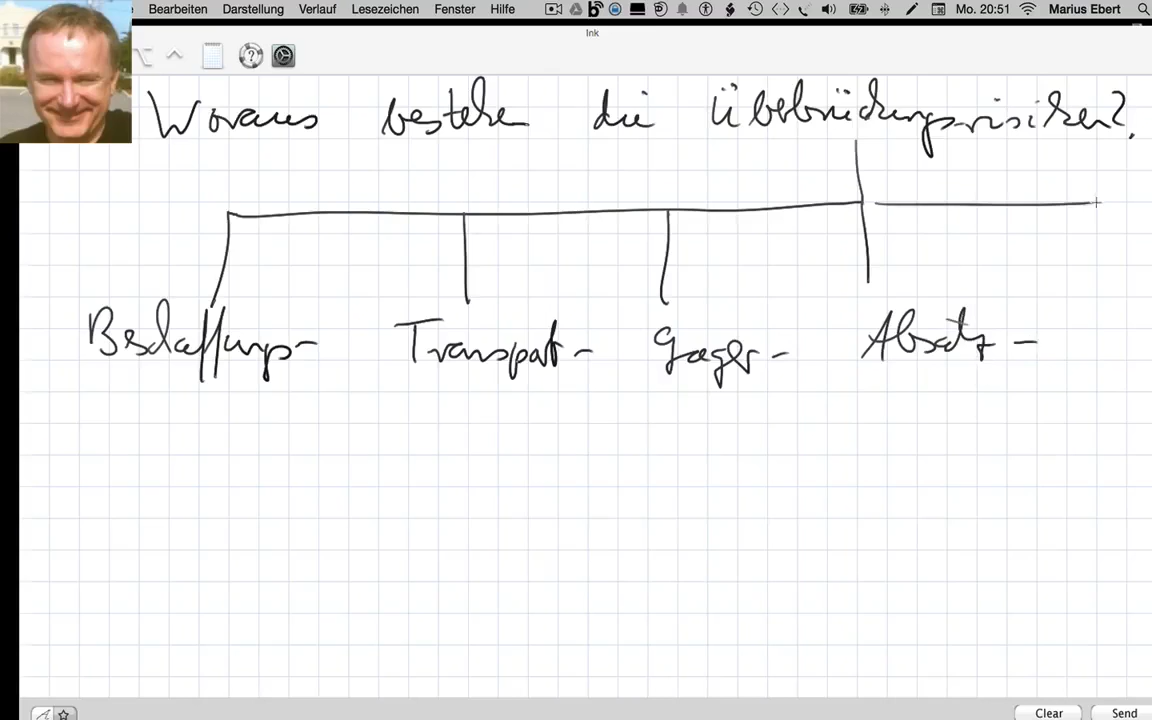 Bearbeiten Darstellung Verlauf Lesezeichen Fenster Hilfe Mo. 20:51 Marius Ebert
Ink
Woraus bestehen die Überbrückungsrisiken?
Beschaffungs- Transport- Lager- Absatz-
Clear Send